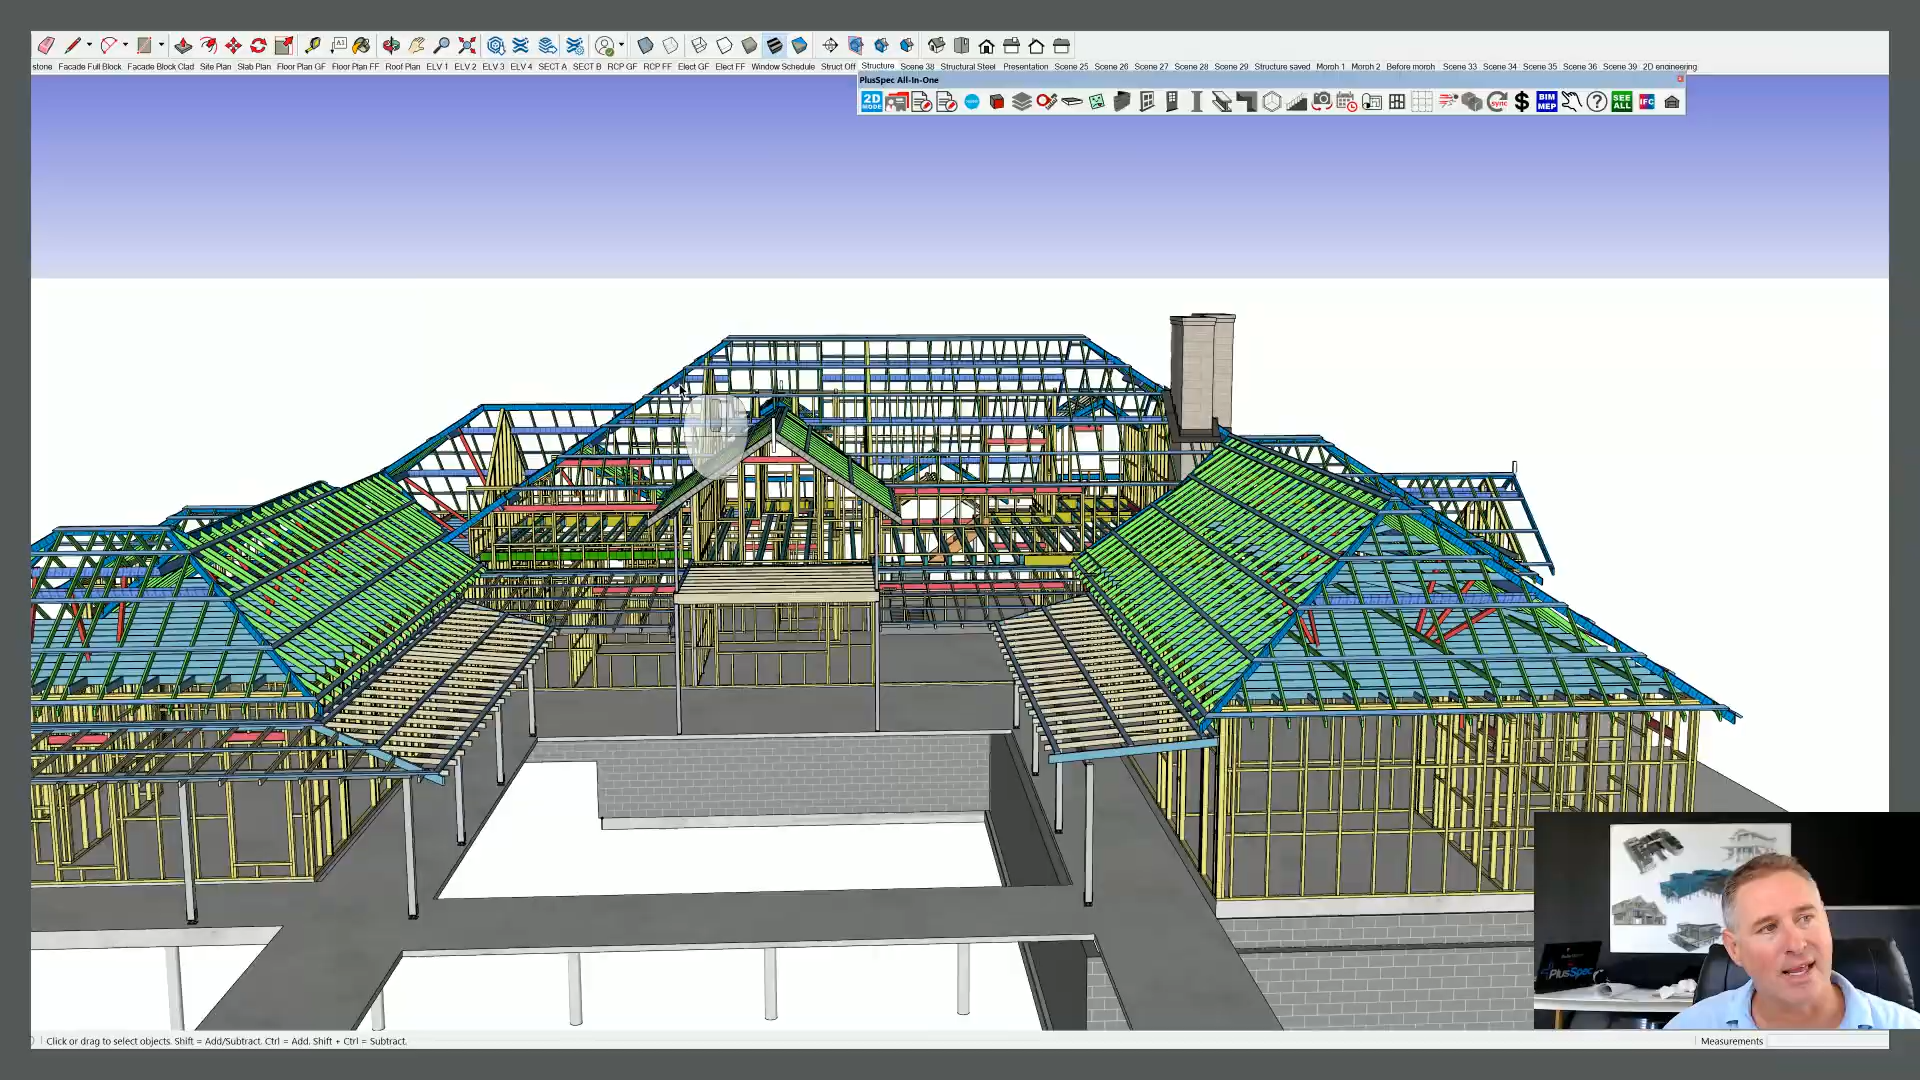 A1
stone Facade Full Block Facade Block Clad Site Plan Slab Plan Floor Plan GF Floor Plan FF Roof Plan ELV 1 ELV 2 ELV 3 ELV 4 SECT A SECT B RCP GF RCP FF Elect GF Elect FF Window Schedule Struct Off Structure Scene 38 Structural Steel Presentation Scene 25 Scene 26 Scene 27 Scene 28 Scene 29 Structure saved Morph 1 Morph 2 Before morph Scene 33 Scene 34 Scene 35 Scene 36 Scene 39 2D engineering
PlusSpec All-In-One
2D MODE sync $ BIM MEP ? SEE ALL IFC
PlusSpec
Click or drag to select objects. Shift = Add/Subtract. Ctrl = Add. Shift + Ctrl = Subtract.
Measurements